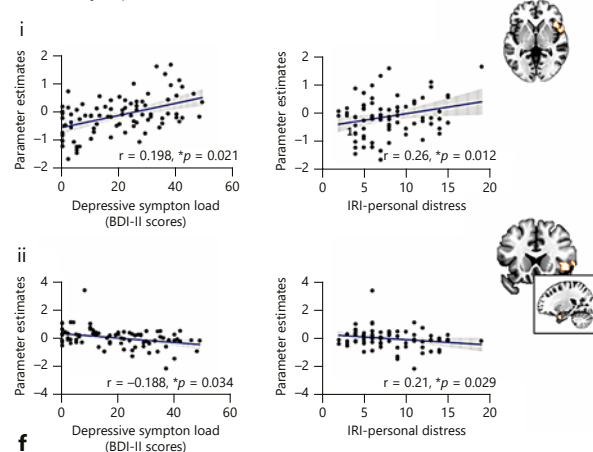 i
Parameter estimates
2
1
0
–1
–2
r = 0.198, *p = 0.021
0 20 40 60
Depressive sympton load
(BDI-II scores)
Parameter estimates
2
1
0
–1
–2
r = 0.26, *p = 0.012
0 5 10 15 20
IRI-personal distress
ii
Parameter estimates
4
2
0
–2
–4
r = –0.188, *p = 0.034
0 20 40 60
Depressive sympton load
(BDI-II scores)
Parameter estimates
4
2
0
–2
–4
r = 0.21, *p = 0.029
0 5 10 15 20
IRI-personal distress
f